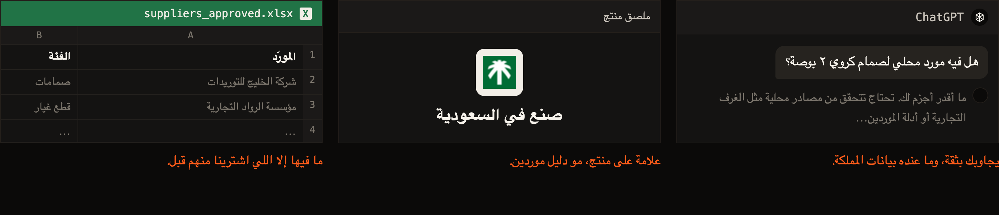 ChatGPT
هل فيه مورد محلي لصمام كروي ٢ بوصة؟
ما أقدر أجزم لك. تحتاج تتحقق من مصادر محلية مثل الغرف
التجارية أو أدلة الموردين...
يجاوبك بثقة، وما عنده بيانات المملكة.
ملصق منتج
صنع في السعودية
علامة على منتج، مو دليل موردين.
X suppliers_approved.xlsx
A B
1 المورّد الفئة
2 شركة الخليج للتوريدات صمامات
3 مؤسسة الرواد التجارية قطع غيار
4 ... ...
ما فيها إلا اللي اشترينا منهم قبل.